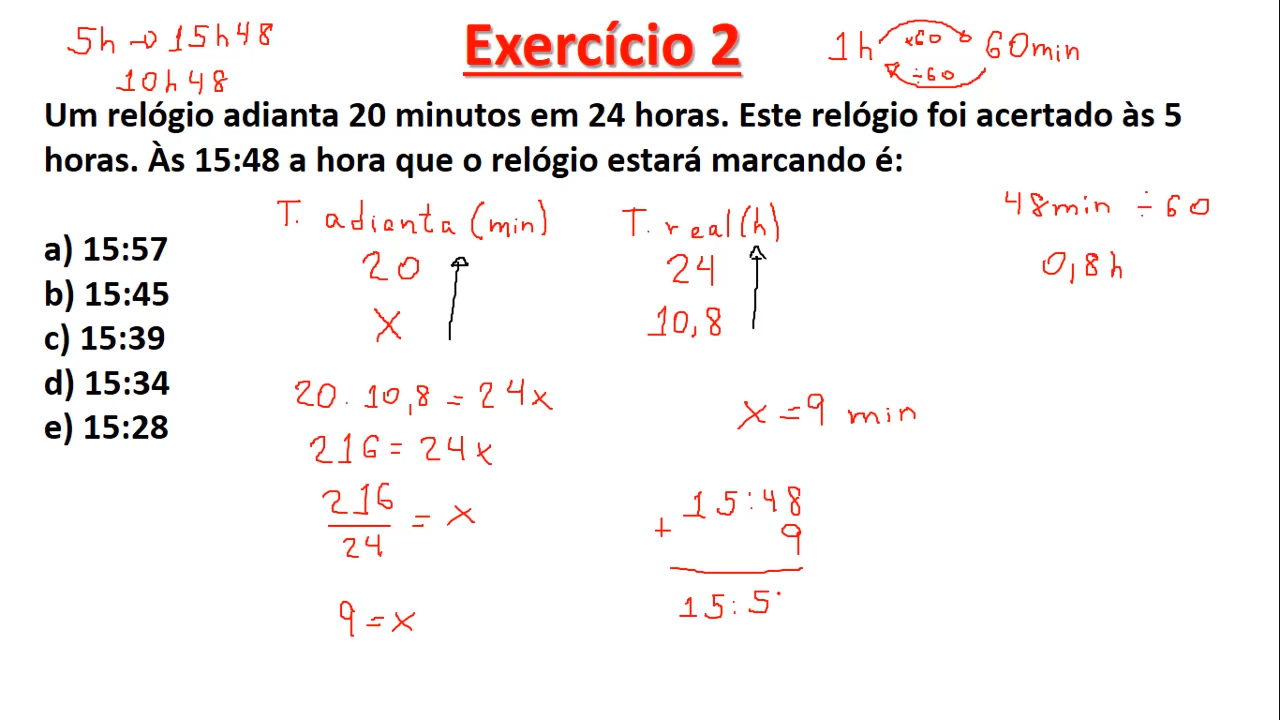 5h → 15h48
10h48
Exercício 2
1h ×60 60min
÷60
Um relógio adianta 20 minutos em 24 horas. Este relógio foi acertado às 5
horas. Às 15:48 a hora que o relógio estará marcando é:
a) 15:57
b) 15:45
c) 15:39
d) 15:34
e) 15:28
T. adianta (min) T. real (h)
20 24
x 10,8
20 . 10,8 = 24x
216 = 24x
216/24 = x
9 = x
48min ÷ 60
0,8h
x = 9 min
15:48
+ 9
15:5